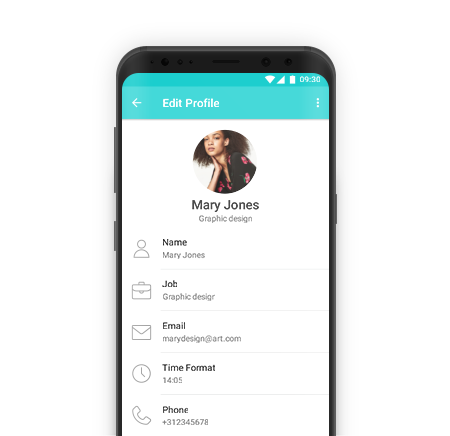 09:30
Edit Profile
Mary Jones
Graphic design
Name
Mary Jones
Job
Graphic desigr
Email
marydesign@art.com
Time Format
14:05
Phone
+312345678